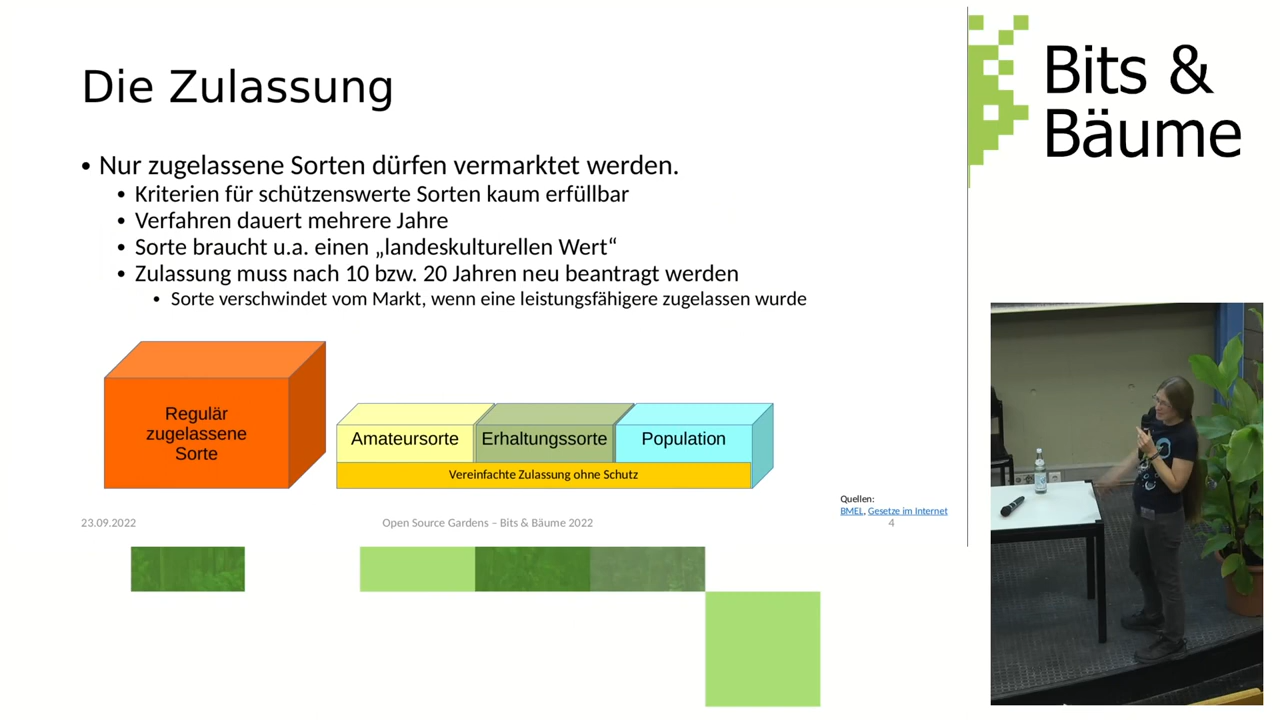 Die Zulassung
Bits &
Bäume
• Nur zugelassene Sorten dürfen vermarktet werden.
• Kriterien für schützenswerte Sorten kaum erfüllbar
• Verfahren dauert mehrere Jahre
• Sorte braucht u.a. einen „landeskulturellen Wert“
• Zulassung muss nach 10 bzw. 20 Jahren neu beantragt werden
• Sorte verschwindet vom Markt, wenn eine leistungsfähigere zugelassen wurde
Regulär
zugelassene
Sorte
Amateursorte
Erhaltungssorte
Population
Vereinfachte Zulassung ohne Schutz
Quellen:
BMEL, Gesetze im Internet
23.09.2022
Open Source Gardens – Bits & Bäume 2022
4